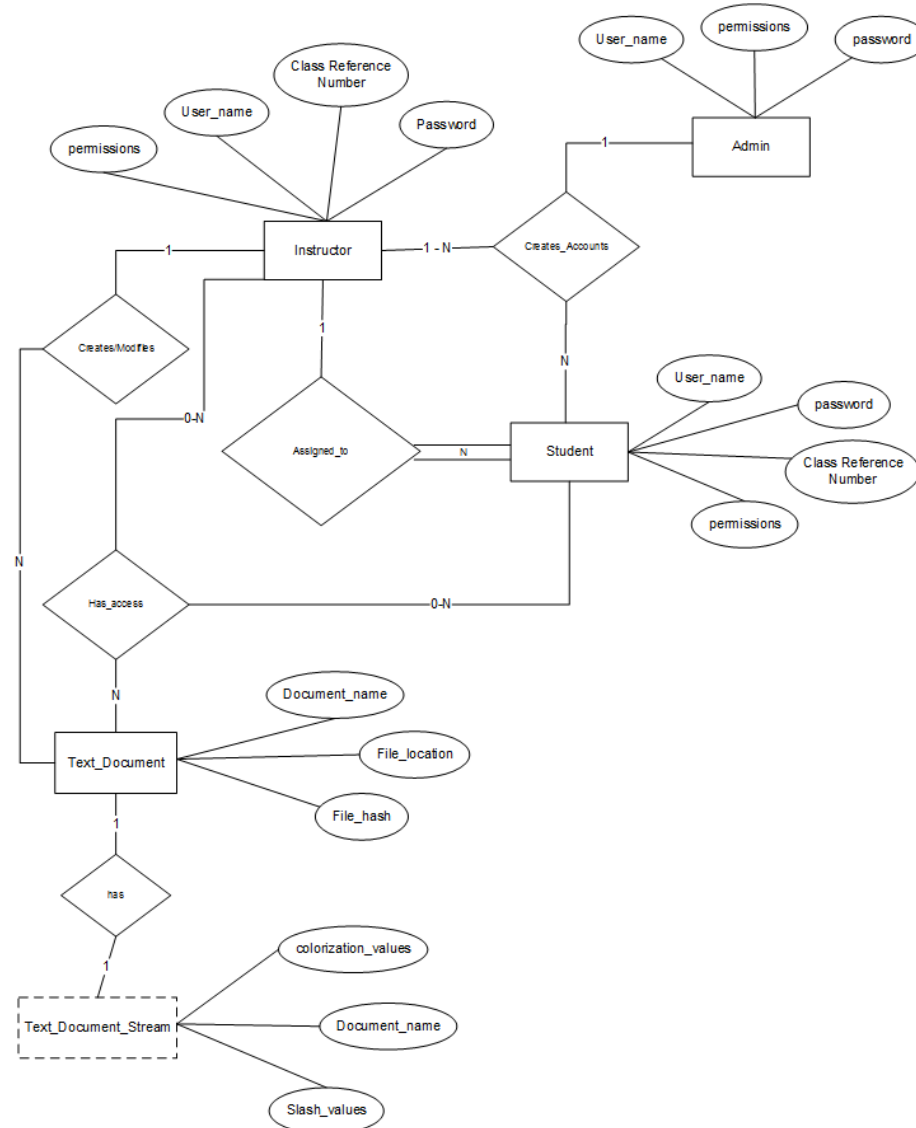 permissions
User_name
password
Class Reference
Number
User_name
Password
permissions
Admin
1
Creates_Accounts
Instructor
1
1 - N
Creates/Modifies
1
N
0-N
User_name
password
Assigned_to
N
Student
Class Reference
Number
permissions
N
Has_access
0-N
N
Document_name
Text_Document
File_location
File_hash
1
has
colorization_values
1
Text_Document_Stream
Document_name
Slash_values